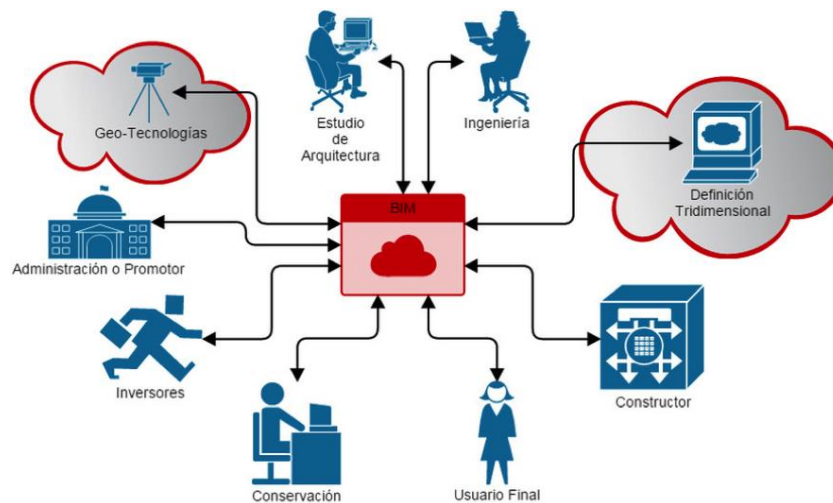 Geo-Tecnologías
Estudio
de
Arquitectura
Ingeniería
Definición
Tridimensional
BIM
Administración o Promotor
Inversores
Constructor
Conservación
Usuario Final